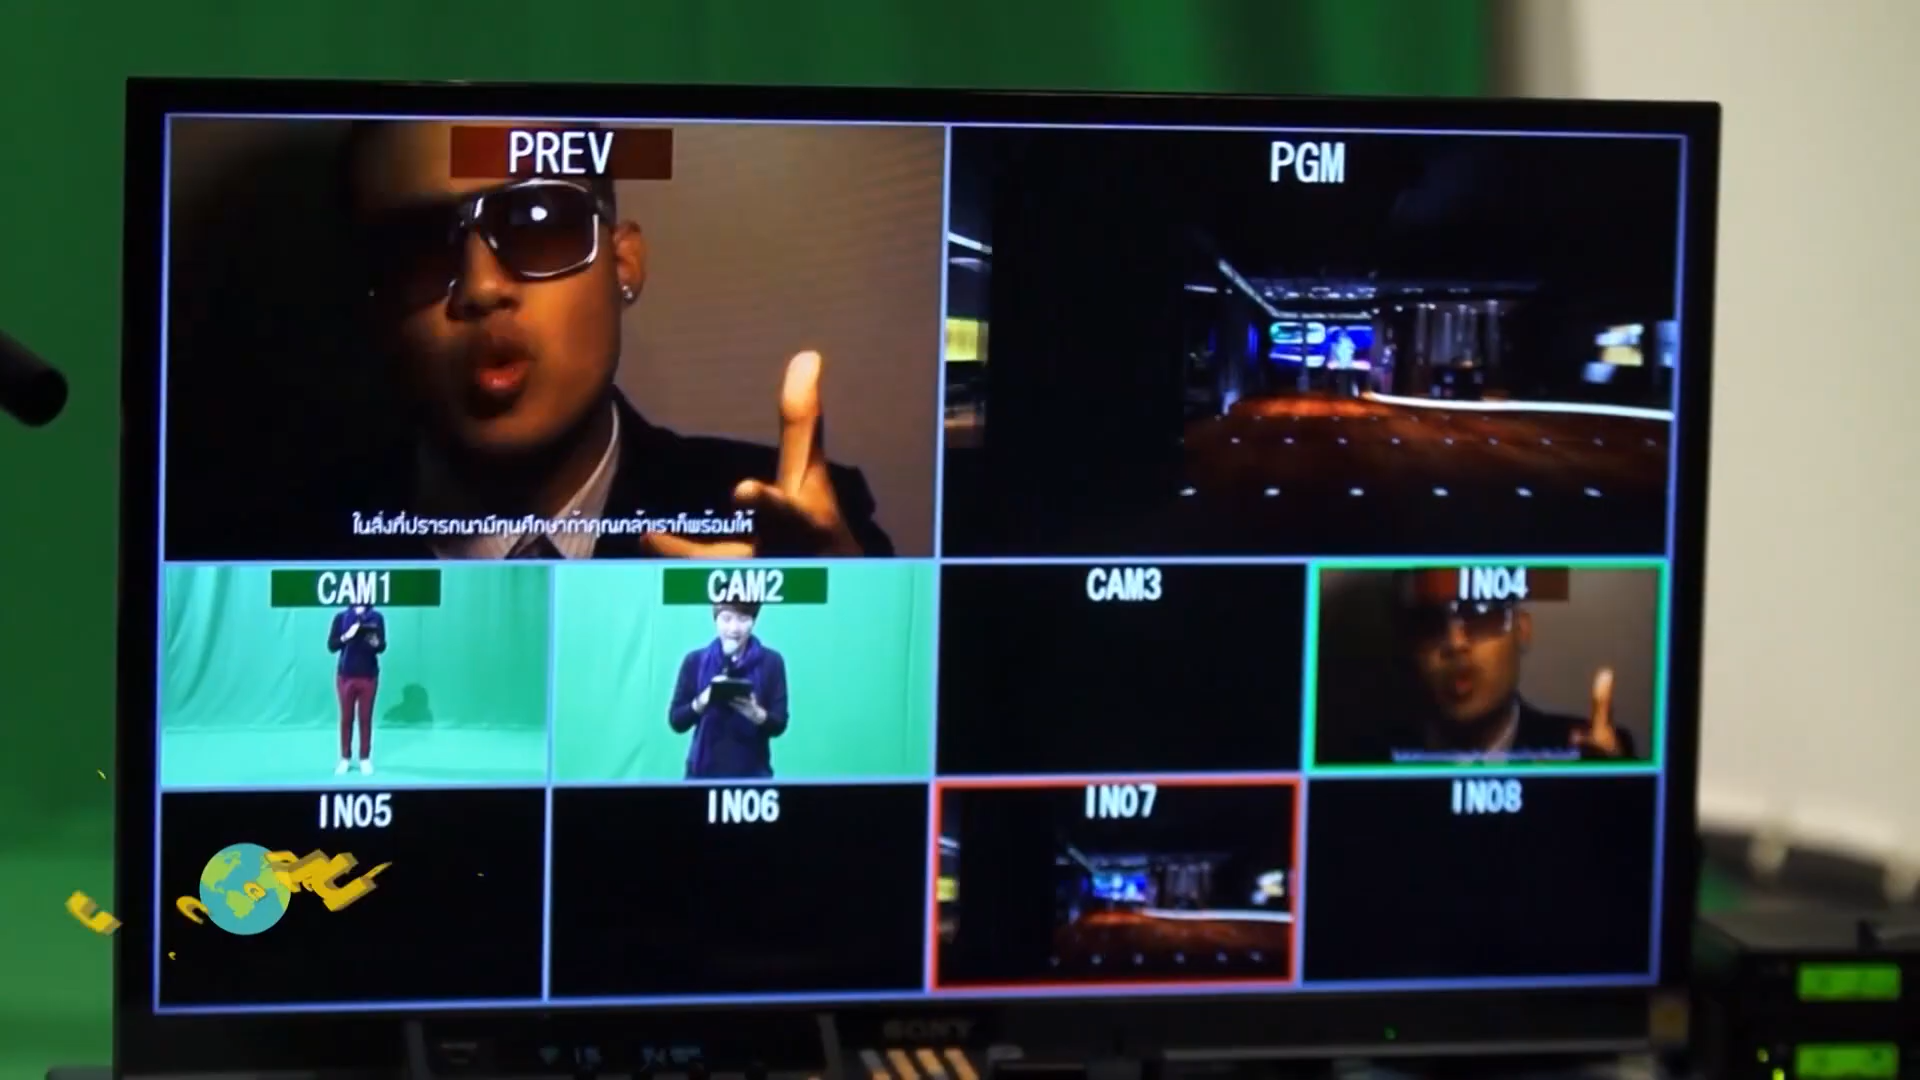 PREV
PGM
ในสิ่งที่ปรารถนามีทุนศึกษาถ้าคุณกล้าเราก็พร้อมให้
CAM1
CAM2
CAM3
IN04
IN05
IN06
IN07
IN08
SONY